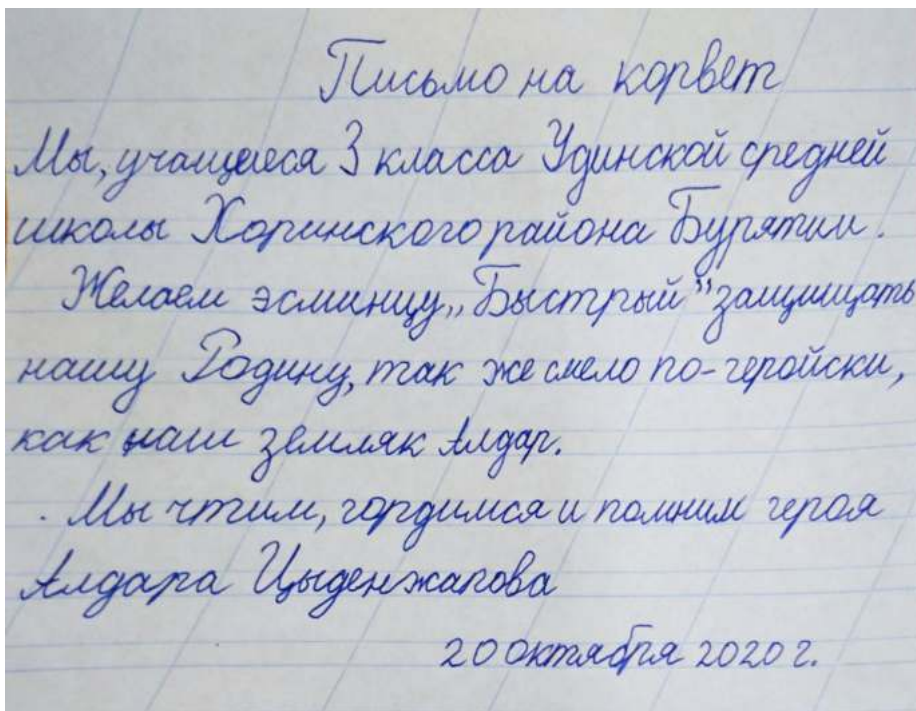 Письмо на корвет
Мы, учащиеся 3 класса Удинской средней
школы Хоринского района Бурятии.
Желаем эсминцу „Быстрый" защищать
нашу Родину, так же смело по-геройски,
как наш земляк Алдар.
. Мы чтим, гордимся и помним героя
Алдара Цыденжапова
20 октября 2020 г.